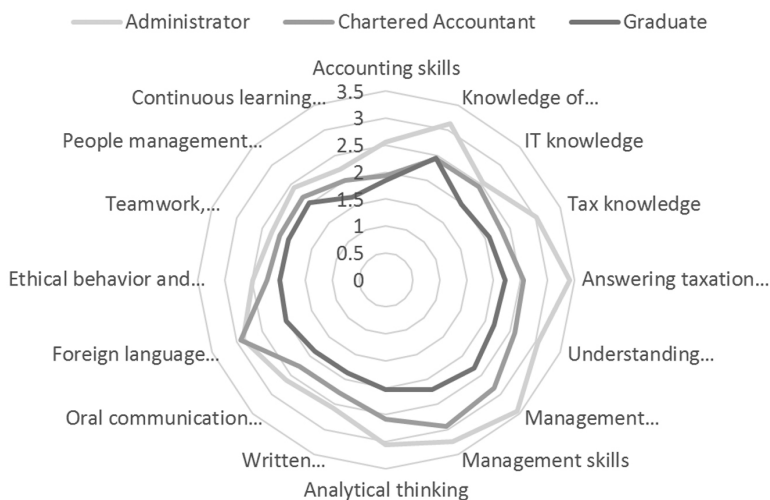 Administrator
Chartered Accountant
Graduate
Accounting skills
Continuous learning...
Knowledge of...
People management...
IT knowledge
Teamwork,...
Tax knowledge
Ethical behavior and...
Answering taxation...
Foreign language...
Understanding...
Oral communication...
Management...
Written...
Management skills
Analytical thinking
3.5
3
2.5
2
1.5
1
0.5
0